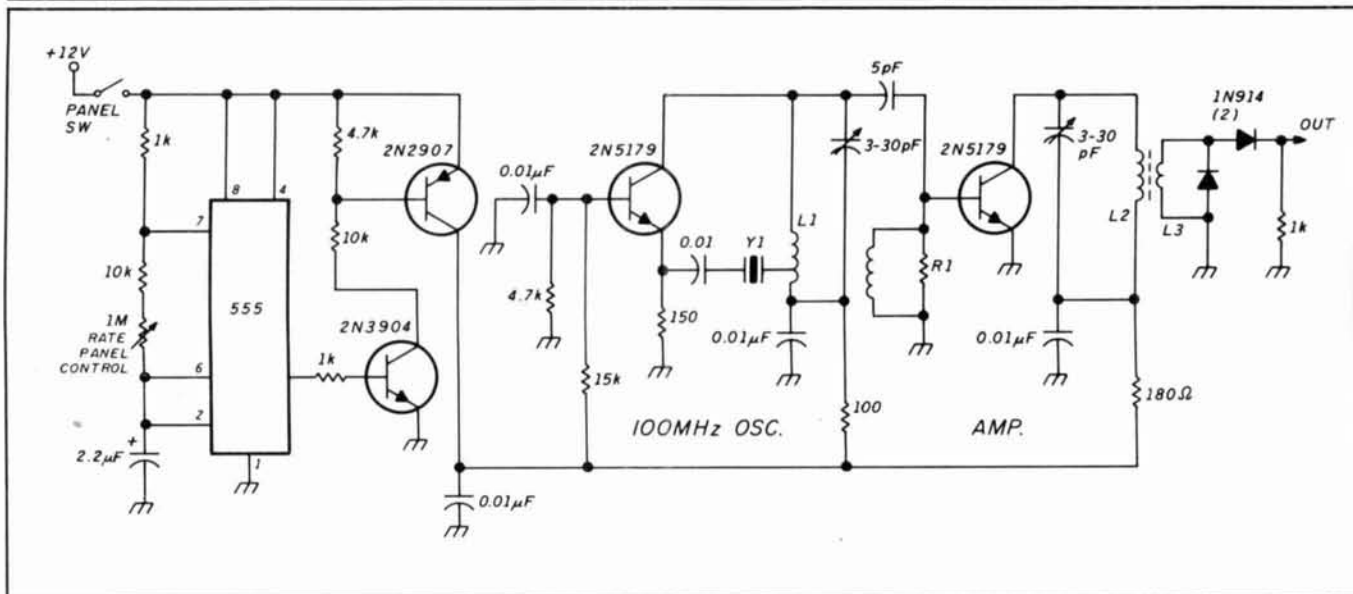 +12V
PANEL
SW
1k
7
10k
1M
RATE
PANEL
CONTROL
6
2
+
2.2µF
8
4
555
1
1k
4.7k
10k
2N2907
2N3904
0.01µF
0.01µF
4.7k
15k
2N5179
0.01
Y1
150
L1
3-30pF
0.01µF
100
100MHz OSC.
5pF
R1
2N5179
AMP.
3-30
pF
0.01µF
L2
L3
180Ω
1N914
(2)
OUT
1k